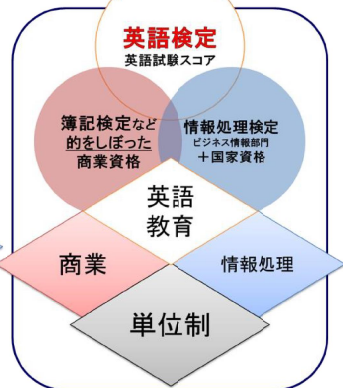 英語検定
英語試験スコア
簿記検定など
的をしぼった
商業資格
情報処理検定
ビジネス情報部門
＋国家資格
英語
教育
商業
情報処理
単位制